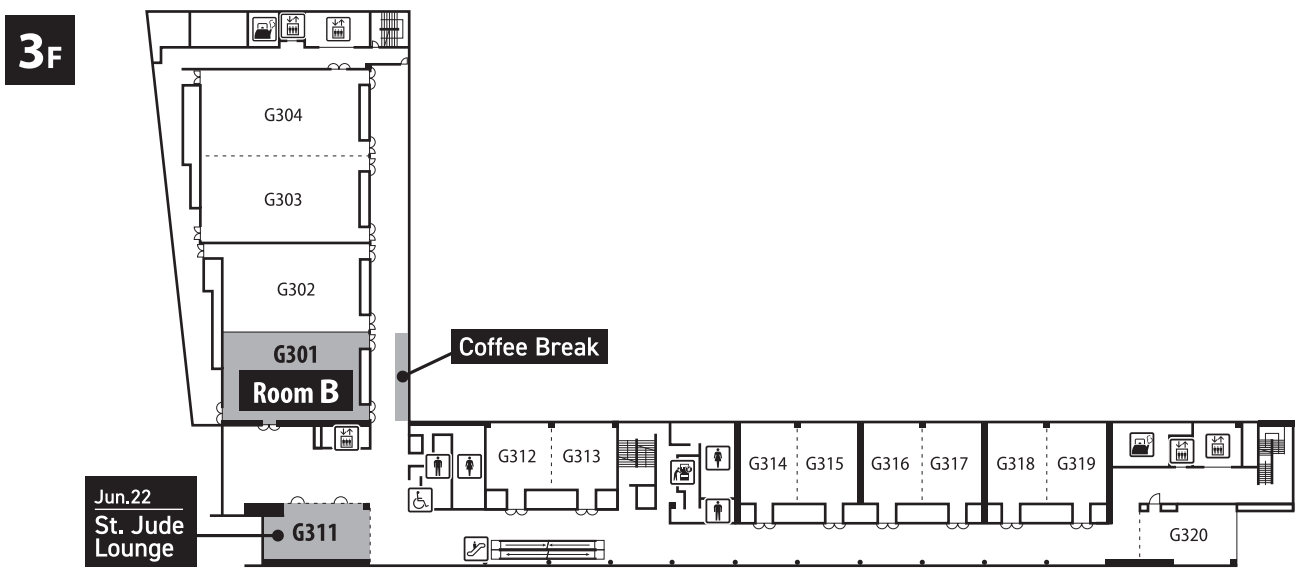 3F
G304
G303
G302
G301
Room B
Coffee Break
G312
G313
G314
G315
G316
G317
G318
G319
G320
Jun.22
St. Jude
Lounge
G311